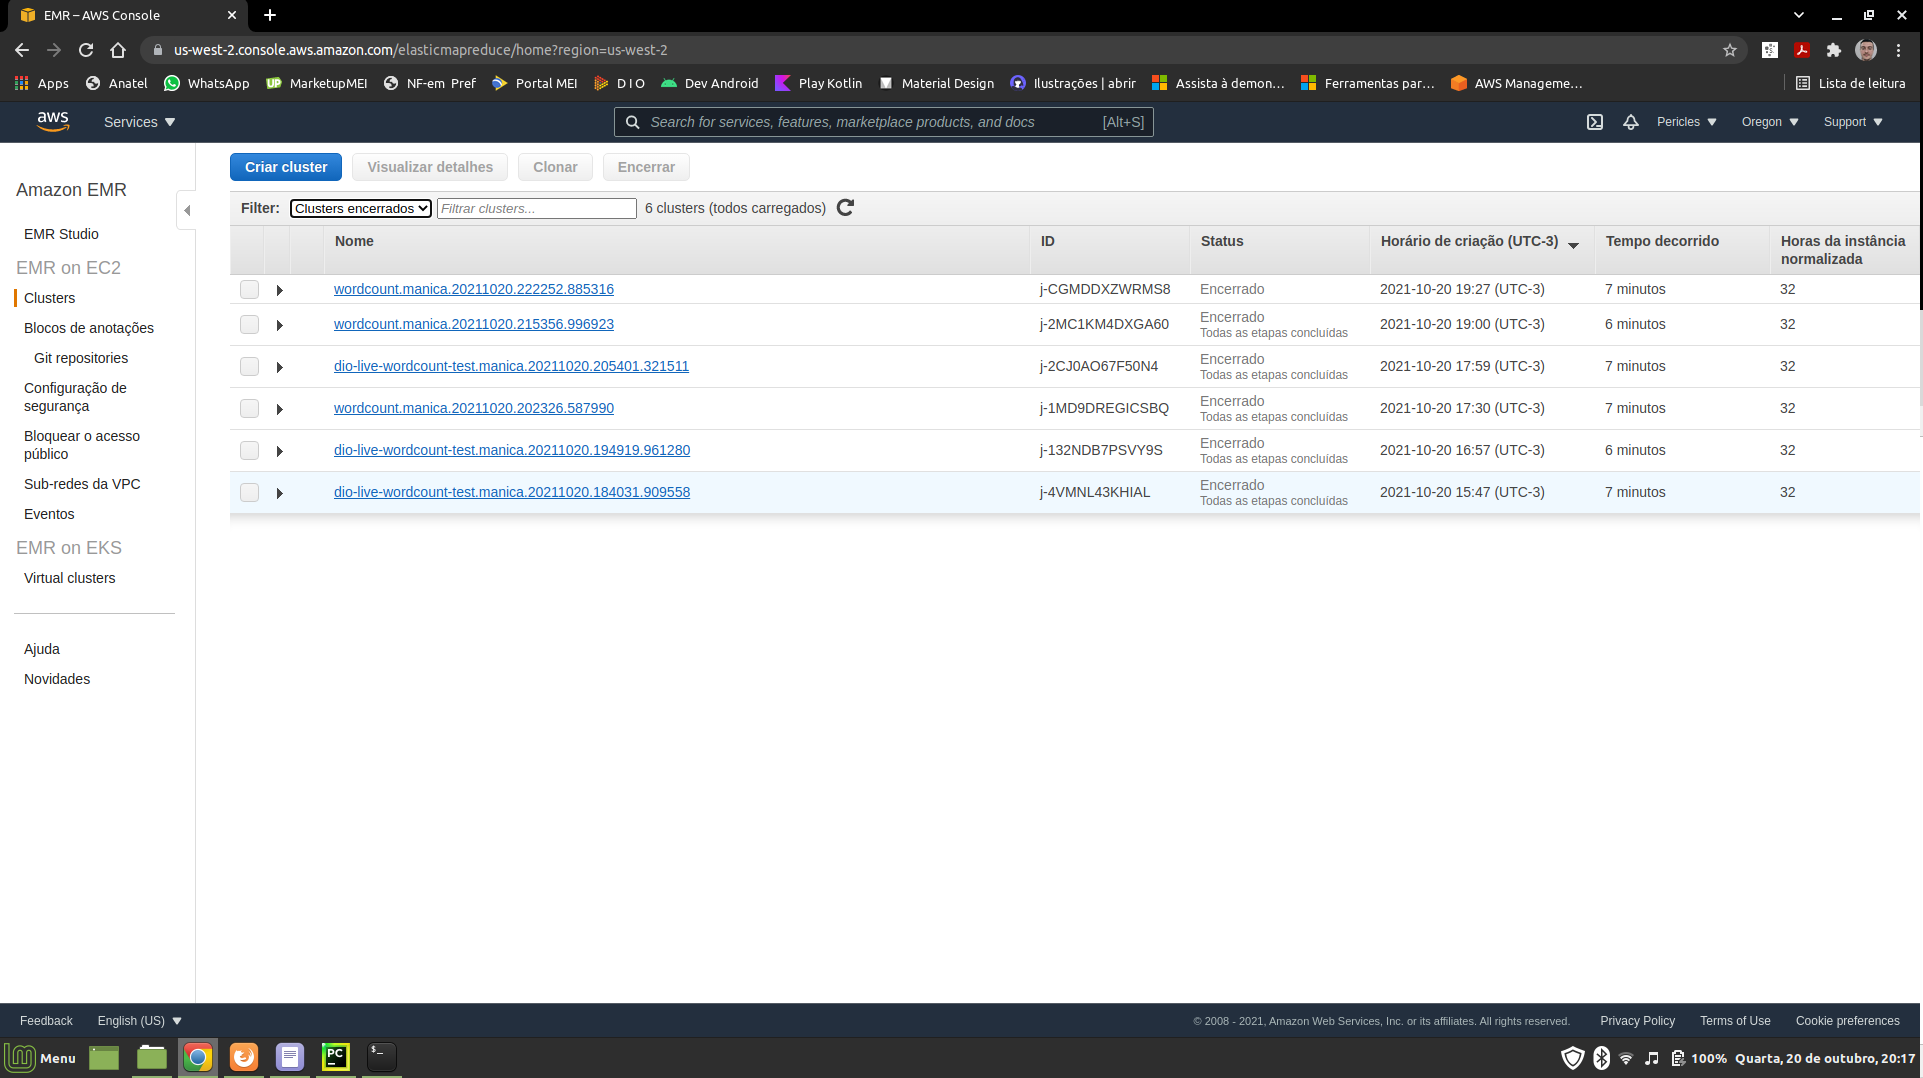 EMR – AWS Console
us-west-2.console.aws.amazon.com/elasticmapreduce/home?region=us-west-2
Apps Anatel WhatsApp MarketupMEI NF-em Pref Portal MEI D I O Dev Android Play Kotlin Material Design Ilustrações | abrir Assista à demon… Ferramentas par… AWS Manageme… Lista de leitura
aws Services Search for services, features, marketplace products, and docs [Alt+S] Pericles Oregon Support
Amazon EMR
EMR Studio
EMR on EC2
Clusters
Blocos de anotações
Git repositories
Configuração de
segurança
Bloquear o acesso
público
Sub-redes da VPC
Eventos
EMR on EKS
Virtual clusters
Ajuda
Novidades
Criar cluster Visualizar detalhes Clonar Encerrar
Filter: Clusters encerrados Filtrar clusters... 6 clusters (todos carregados)
Nome ID Status Horário de criação (UTC-3) Tempo decorrido Horas da instância
normalizada
wordcount.manica.20211020.222252.885316 j-CGMDDXZWRMS8 Encerrado 2021-10-20 19:27 (UTC-3) 7 minutos 32
wordcount.manica.20211020.215356.996923 j-2MC1KM4DXGA60 Encerrado 2021-10-20 19:00 (UTC-3) 6 minutos 32
Todas as etapas concluídas
dio-live-wordcount-test.manica.20211020.205401.321511 j-2CJ0AO67F50N4 Encerrado 2021-10-20 17:59 (UTC-3) 7 minutos 32
Todas as etapas concluídas
wordcount.manica.20211020.202326.587990 j-1MD9DREGICSBQ Encerrado 2021-10-20 17:30 (UTC-3) 7 minutos 32
Todas as etapas concluídas
dio-live-wordcount-test.manica.20211020.194919.961280 j-132NDB7PSVY9S Encerrado 2021-10-20 16:57 (UTC-3) 6 minutos 32
Todas as etapas concluídas
dio-live-wordcount-test.manica.20211020.184031.909558 j-4VMNL43KHIAL Encerrado 2021-10-20 15:47 (UTC-3) 7 minutos 32
Todas as etapas concluídas
Feedback English (US) © 2008 - 2021, Amazon Web Services, Inc. or its affiliates. All rights reserved. Privacy Policy Terms of Use Cookie preferences
Menu PC 100% Quarta, 20 de outubro, 20:17